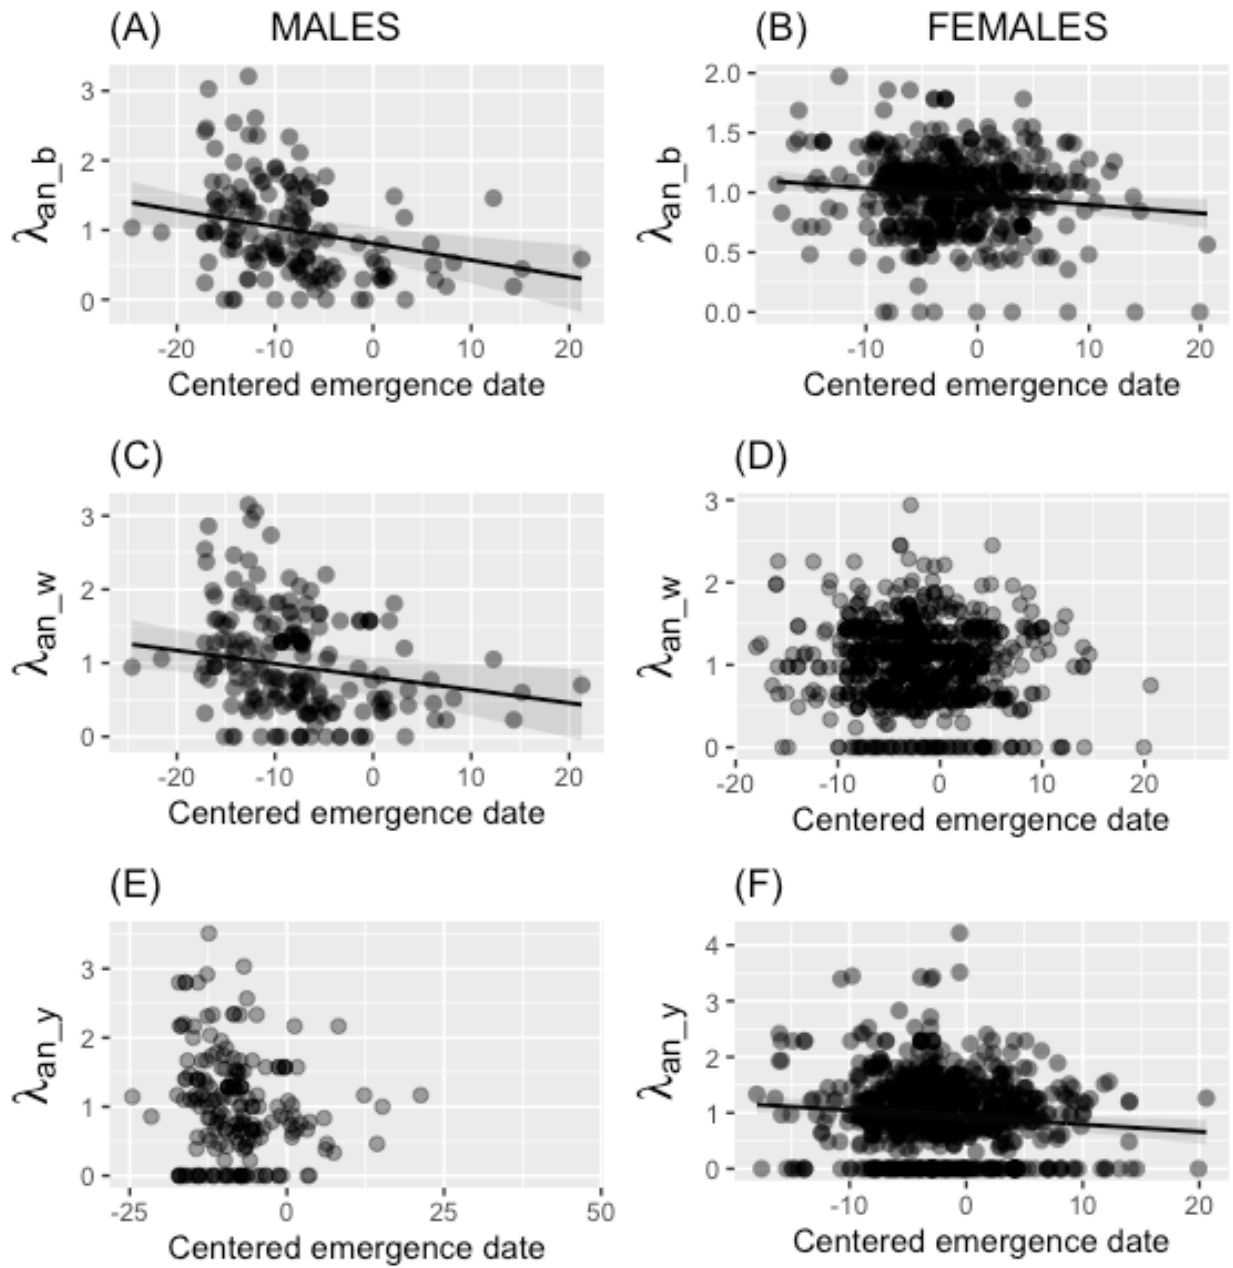 (A) MALES
(B) FEMALES
3
2
1
0
λan_b
-20 -10 0 10 20
Centered emergence date
2.0
1.5
1.0
0.5
0.0
λan_b
-10 0 10 20
Centered emergence date
(C)
3
2
1
0
λan_w
-20 -10 0 10 20
Centered emergence date
(D)
3
2
1
0
λan_w
-20 -10 0 10 20
Centered emergence date
(E)
3
2
1
0
λan_y
-25 0 25 50
Centered emergence date
(F)
4
3
2
1
0
λan_y
-10 0 10 20
Centered emergence date